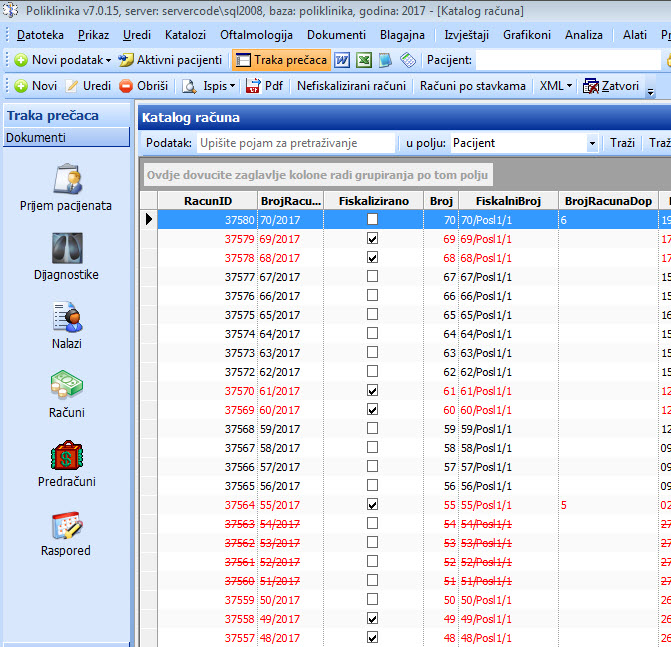 Poliklinika v7.0.15, server: servercode\sql2008, baza: poliklinika, godina: 2017 - [Katalog računa]
Datoteka Prikaz Uredi Katalozi Oftalmologija Dokumenti Blagajna Izvještaji Grafikoni Analiza Alati
Novi podatak Aktivni pacijenti Traka prečaca Pacijent:
Novi Uredi Obriši Ispis Pdf Nefiskalizirani računi Računi po stavkama XML Zatvori
Traka prečaca
Dokumenti
Prijem pacijenata
Dijagnostike
Nalazi
Računi
Predračuni
Raspored
Katalog računa
Podatak: Upišite pojam za pretraživanje u polju: Pacijent Traži Traž
Ovdje dovucite zaglavlje kolone radi grupiranja po tom polju
RacunID BrojRacu... Fiskalizirano Broj FiskalniBroj BrojRacunaDop
37580 70/2017 70 70/Posl1/1 6 19
37579 69/2017 69 69/Posl1/1 17
37578 68/2017 68 68/Posl1/1 17
37577 67/2017 67 67/Posl1/1 15
37576 66/2017 66 66/Posl1/1 15
37575 65/2017 65 65/Posl1/1 16
37574 64/2017 64 64/Posl1/1 15
37573 63/2017 63 63/Posl1/1 15
37572 62/2017 62 62/Posl1/1 15
37570 61/2017 61 61/Posl1/1 12
37569 60/2017 60 60/Posl1/1 12
37568 59/2017 59 59/Posl1/1 12
37567 58/2017 58 58/Posl1/1 09
37566 57/2017 57 57/Posl1/1 09
37565 56/2017 56 56/Posl1/1 09
37564 55/2017 55 55/Posl1/1 5 02
37563 54/2017 54 54/Posl1/1 27
37562 53/2017 53 53/Posl1/1 27
37561 52/2017 52 52/Posl1/1 27
37560 51/2017 51 51/Posl1/1 27
37559 50/2017 50 50/Posl1/1 26
37558 49/2017 49 49/Posl1/1 26
37557 48/2017 48 48/Posl1/1 26